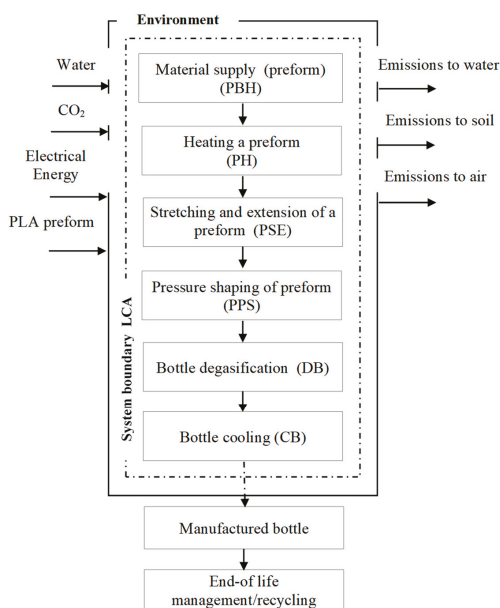 Environment
Water
CO₂
Electrical
Energy
PLA preform
System boundary LCA
Material supply (preform)
(PBH)
Heating a preform
(PH)
Stretching and extension of a
preform (PSE)
Pressure shaping of preform
(PPS)
Bottle degasification (DB)
Bottle cooling (CB)
Emissions to water
Emissions to soil
Emissions to air
Manufactured bottle
End-of life
management/recycling